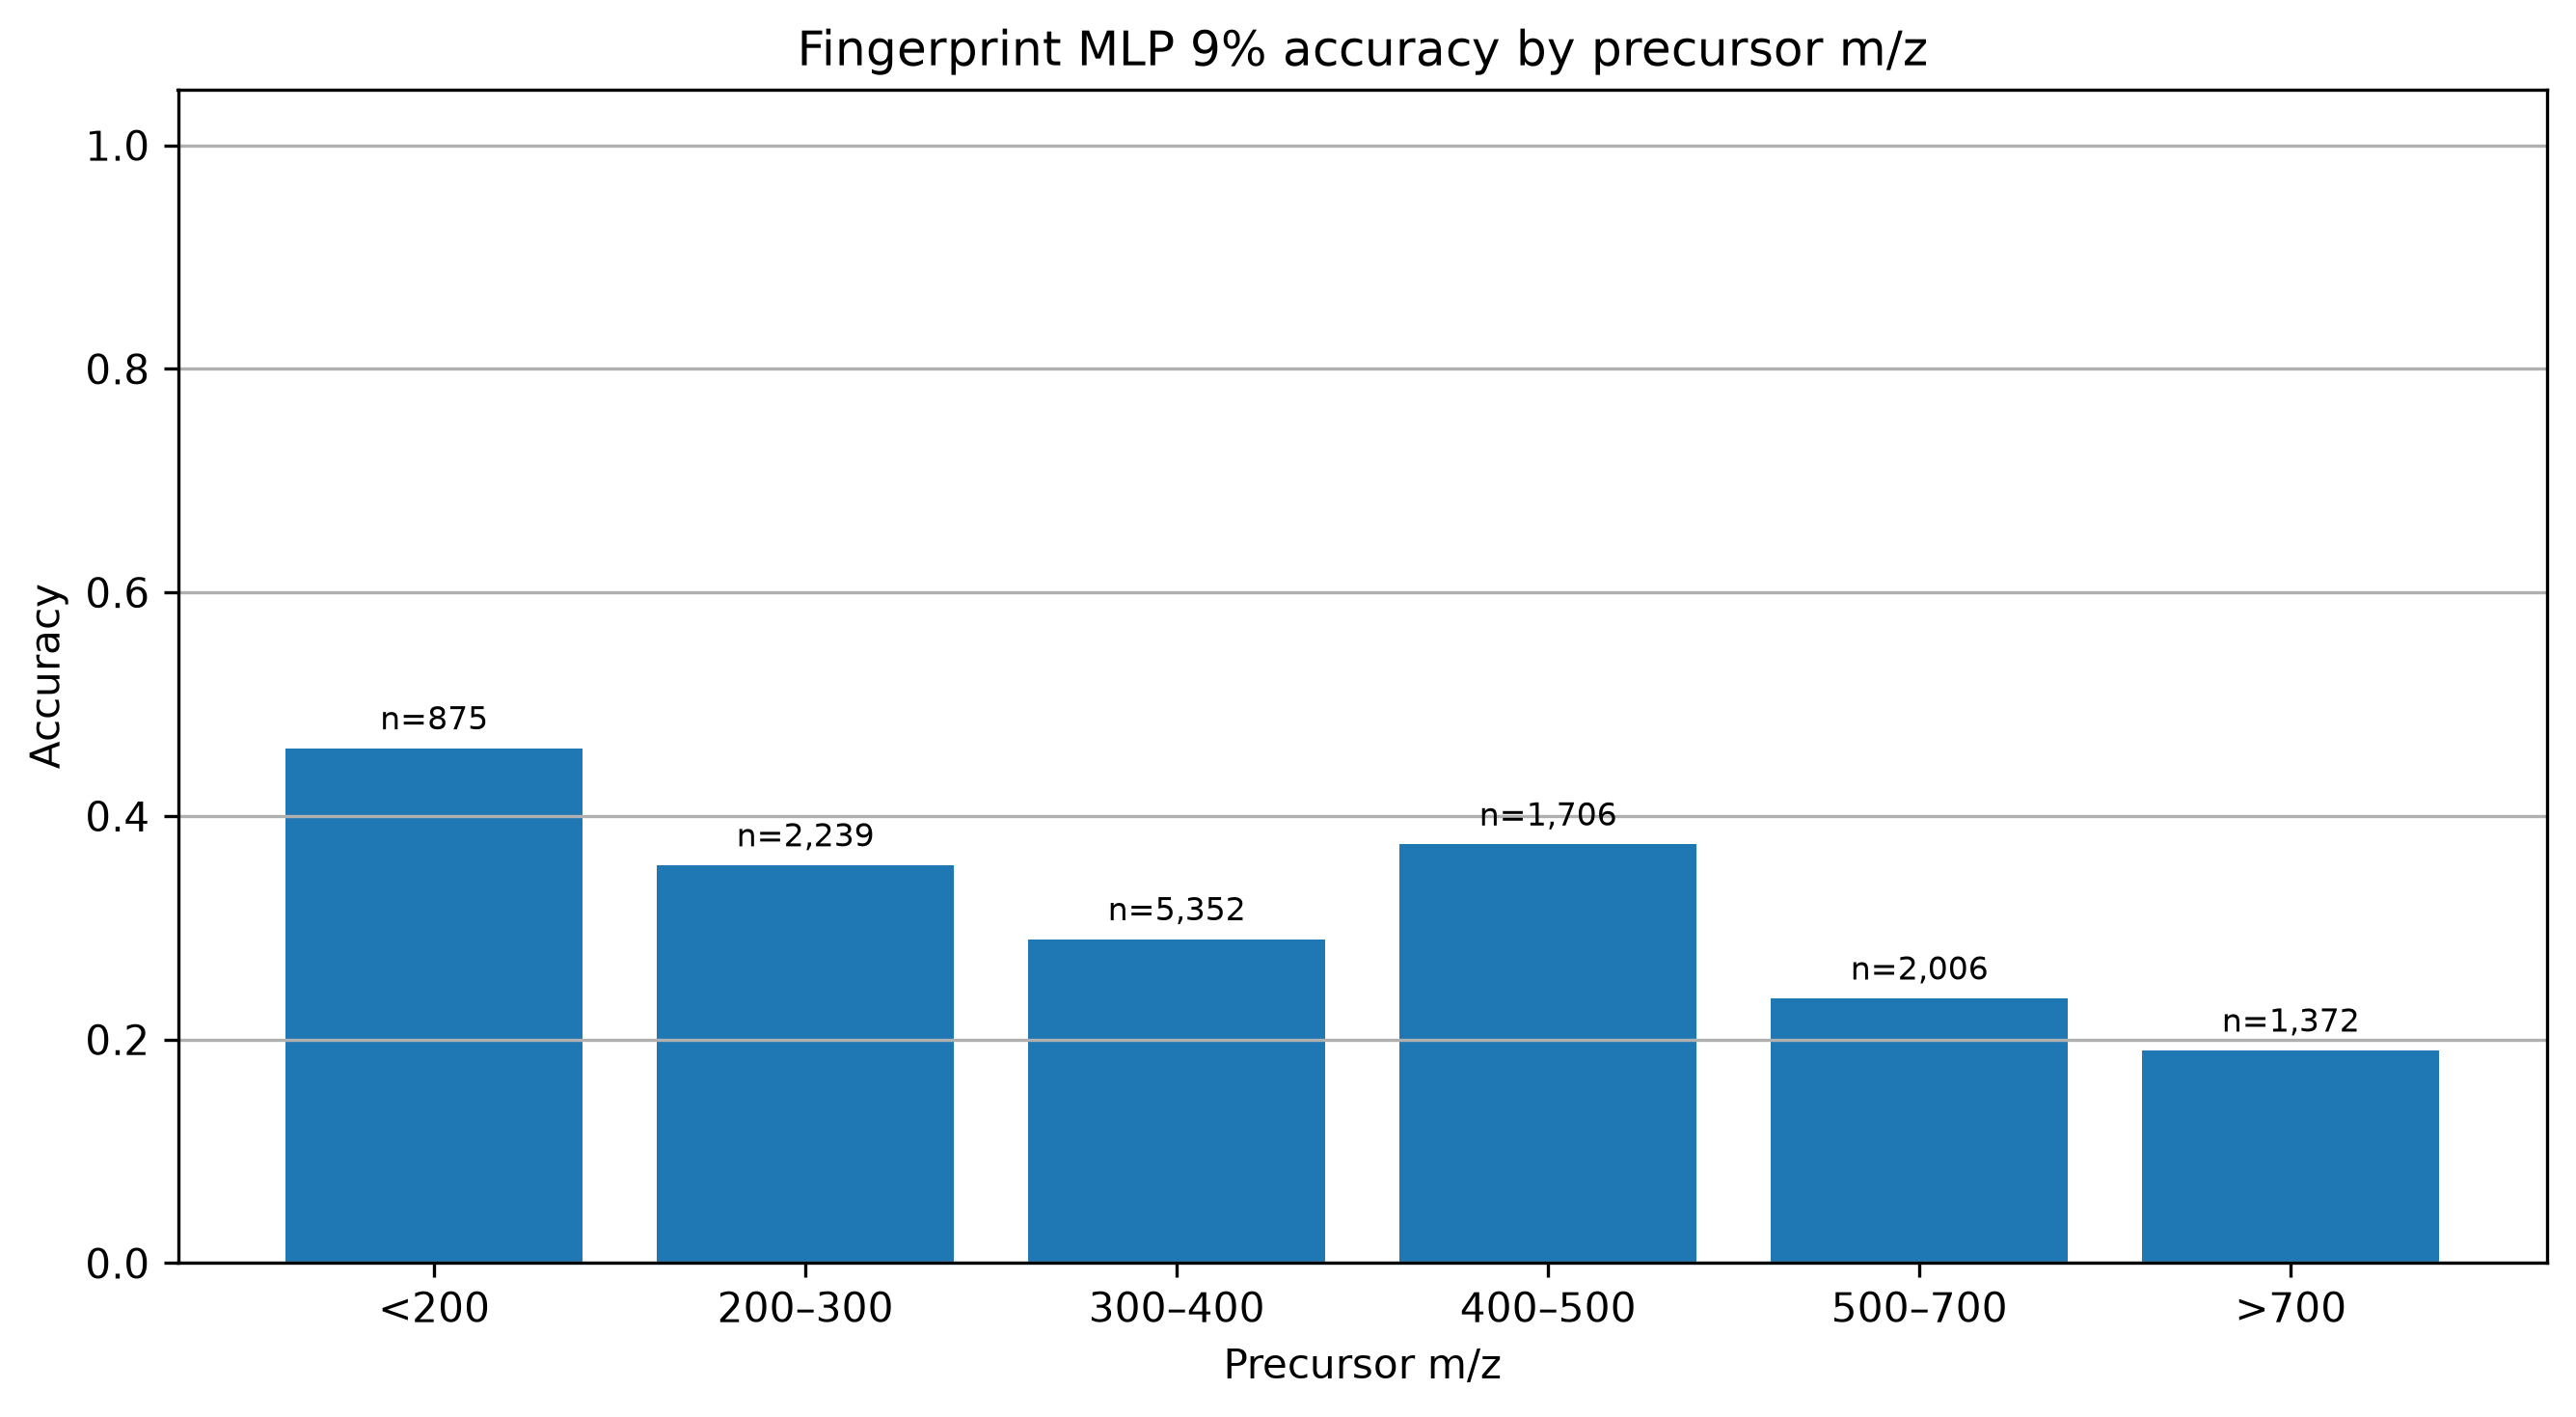 Fingerprint MLP 9% accuracy by precursor m/z
1.0
0.8
0.6
0.4
0.2
0.0
Accuracy
n=875
n=2,239
n=5,352
n=1,706
n=2,006
n=1,372
<200
200–300
300–400
400–500
500–700
>700
Precursor m/z